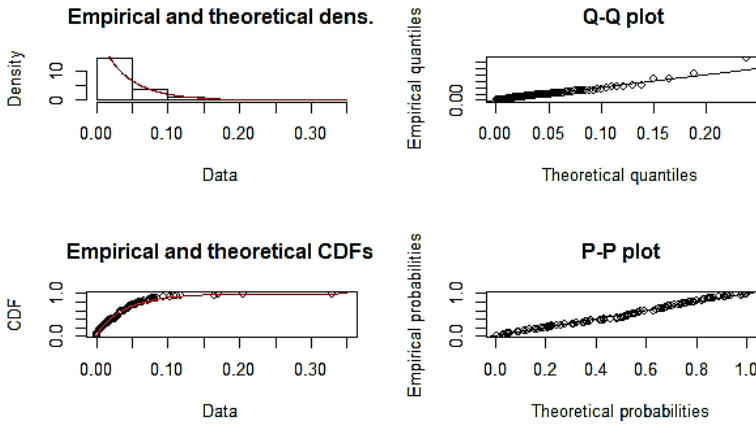 Empirical and theoretical dens.
Density
0 10
0.00 0.10 0.20 0.30
Data
Q-Q plot
Empirical quantiles
0.00
0.00 0.05 0.10 0.15 0.20
Theoretical quantiles
Empirical and theoretical CDFs
CDF
0.0 1.0
0.00 0.10 0.20 0.30
Data
P-P plot
Empirical probabilities
0.0 1.0
0.0 0.2 0.4 0.6 0.8 1.0
Theoretical probabilities